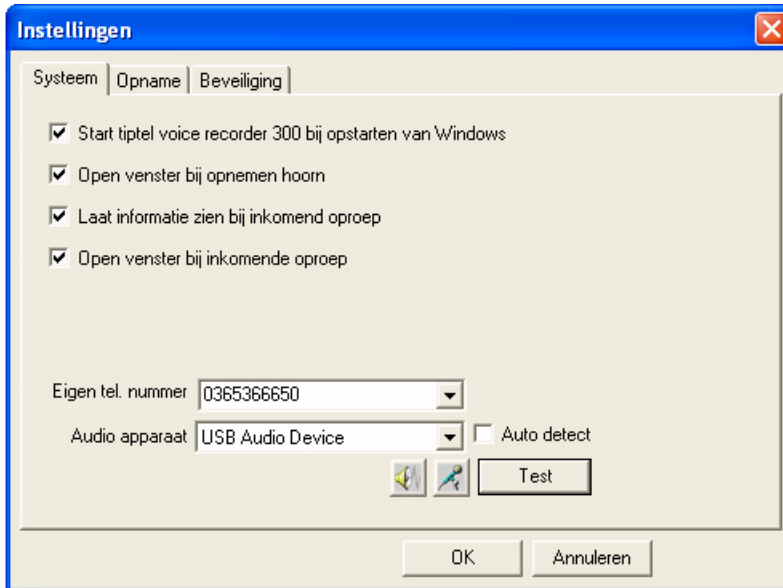 Instellingen
Systeem Opname Beveiliging
Start tiptel voice recorder 300 bij opstarten van Windows
Open venster bij opnemen hoorn
Laat informatie zien bij inkomend oproep
Open venster bij inkomende oproep
Eigen tel. nummer 0365366650
Audio apparaat USB Audio Device Auto detect
Test
OK Annuleren